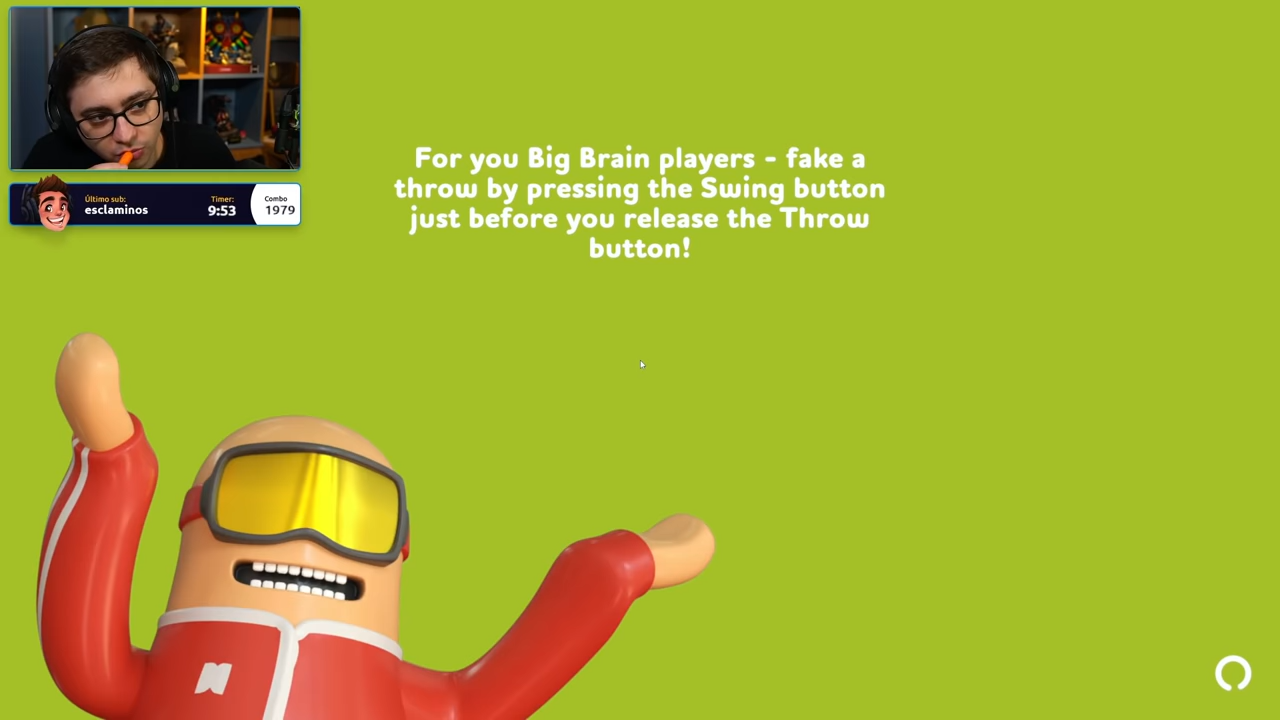 Último sub:
esclaminos
Timer:
9:53
Combo
1979
For you Big Brain players - fake a
throw by pressing the Swing button
just before you release the Throw
button!